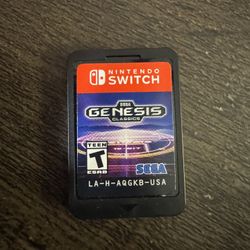 NINTENDO
SWITCH
SEGA
GENESIS
CLASSICS
TEEN
T
ESRB
SEGA
LA-H-AQGKB-USA